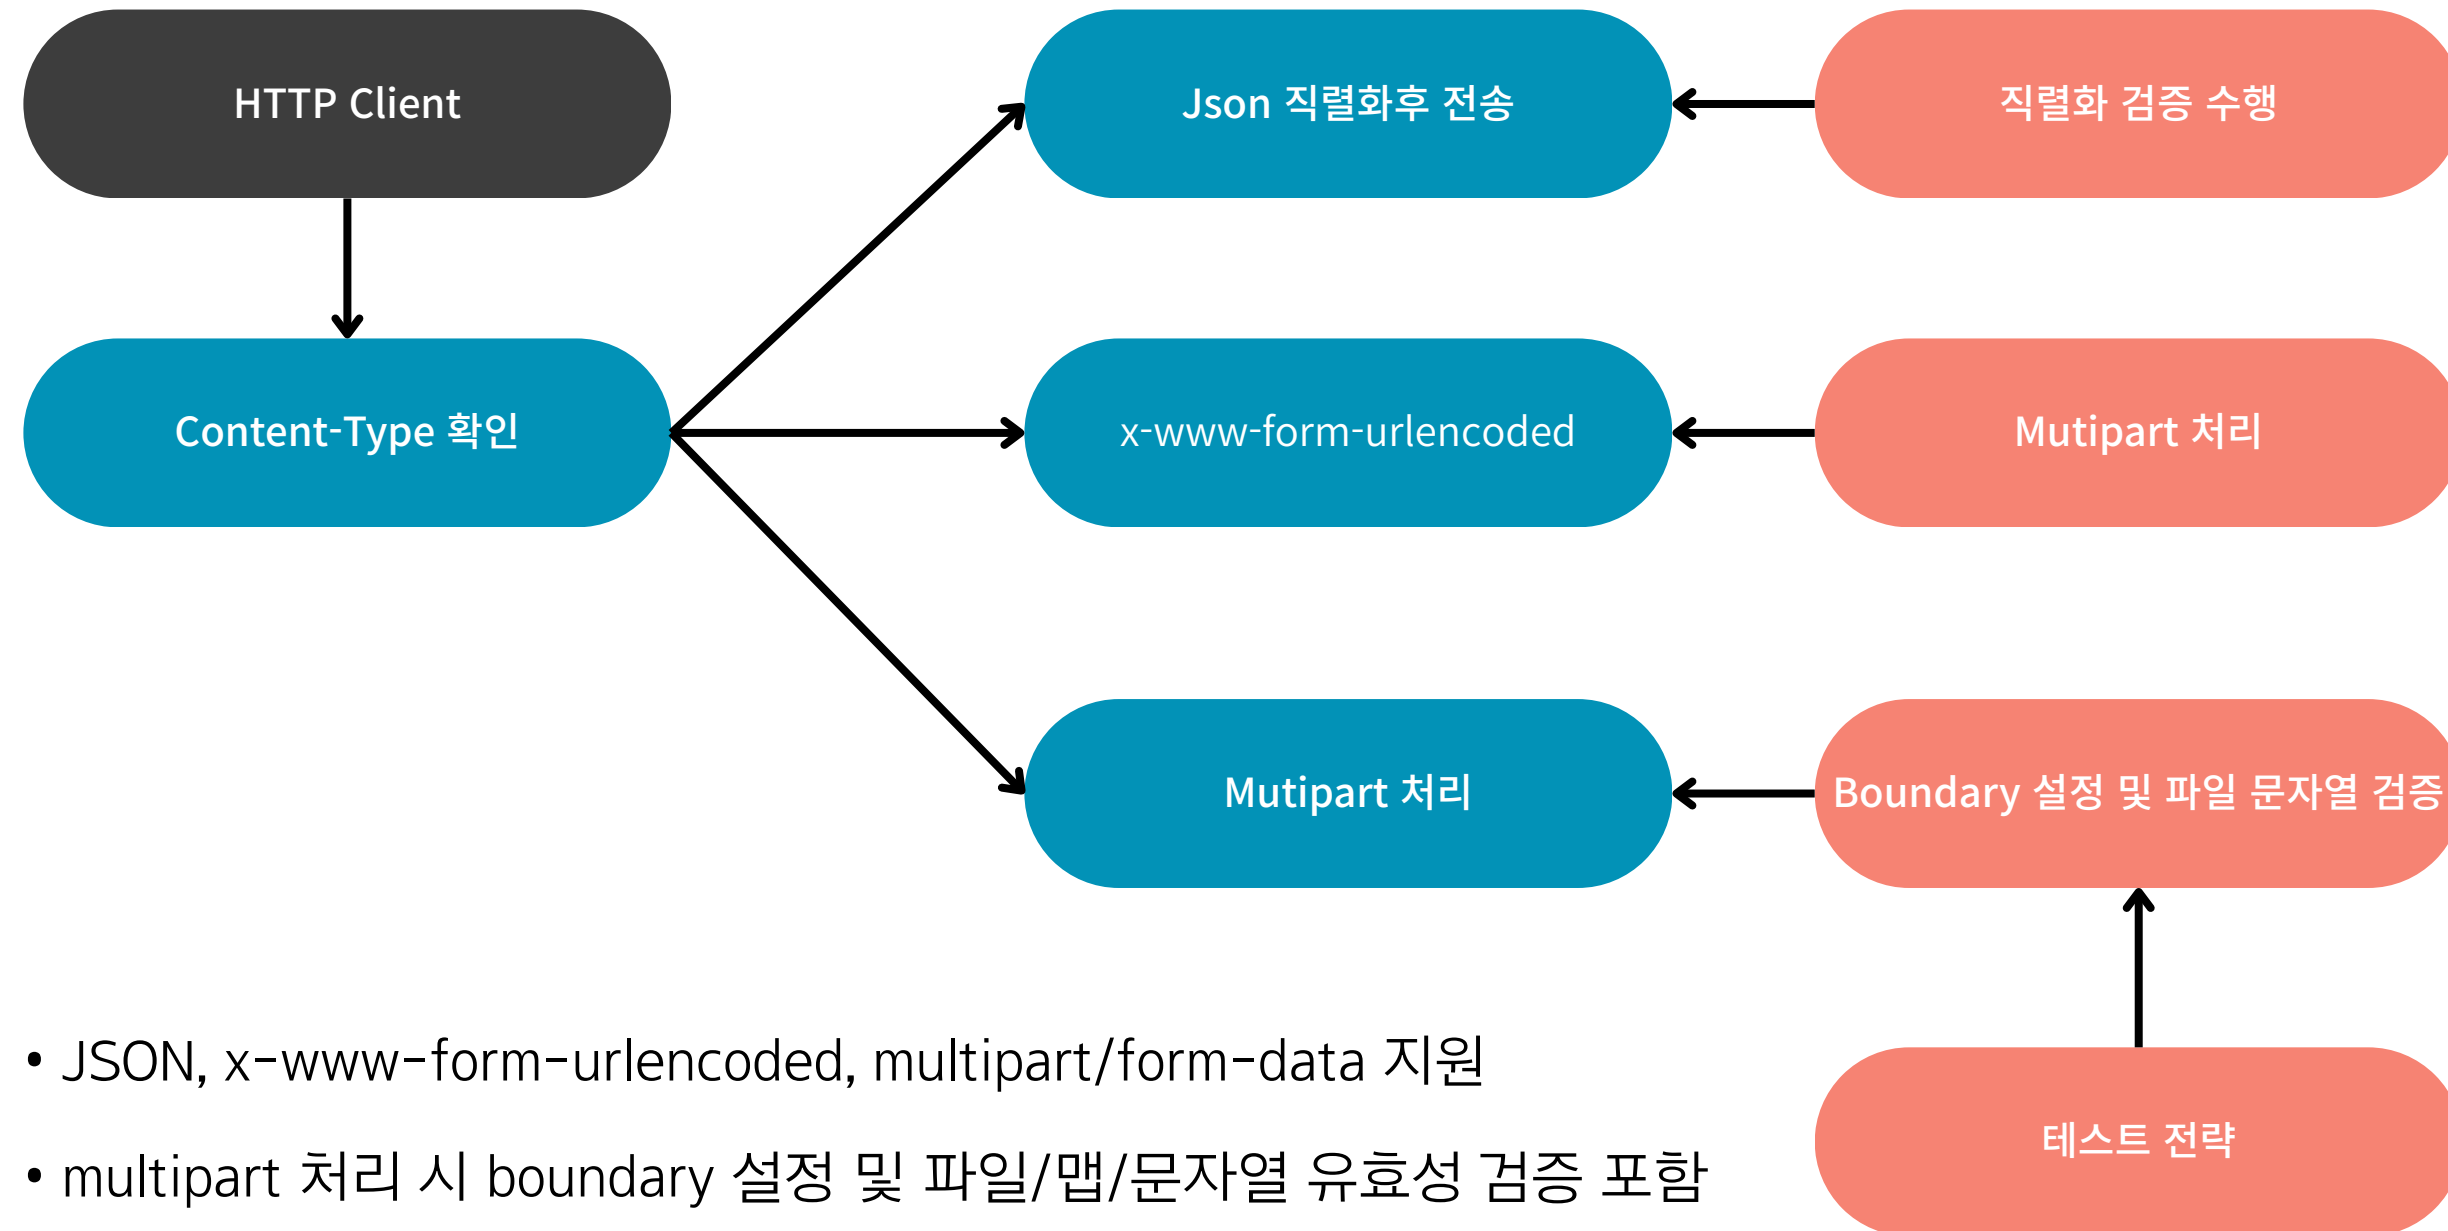 HTTP Client
Json 직렬화후 전송
직렬화 검증 수행
Content-Type 확인
x-www-form-urlencoded
Mutipart 처리
Mutipart 처리
Boundary 설정 및 파일 문자열 검증
• JSON, x-www-form-urlencoded, multipart/form-data 지원
테스트 전략
• multipart 처리 시 boundary 설정 및 파일/맵/문자열 유효성 검증 포함